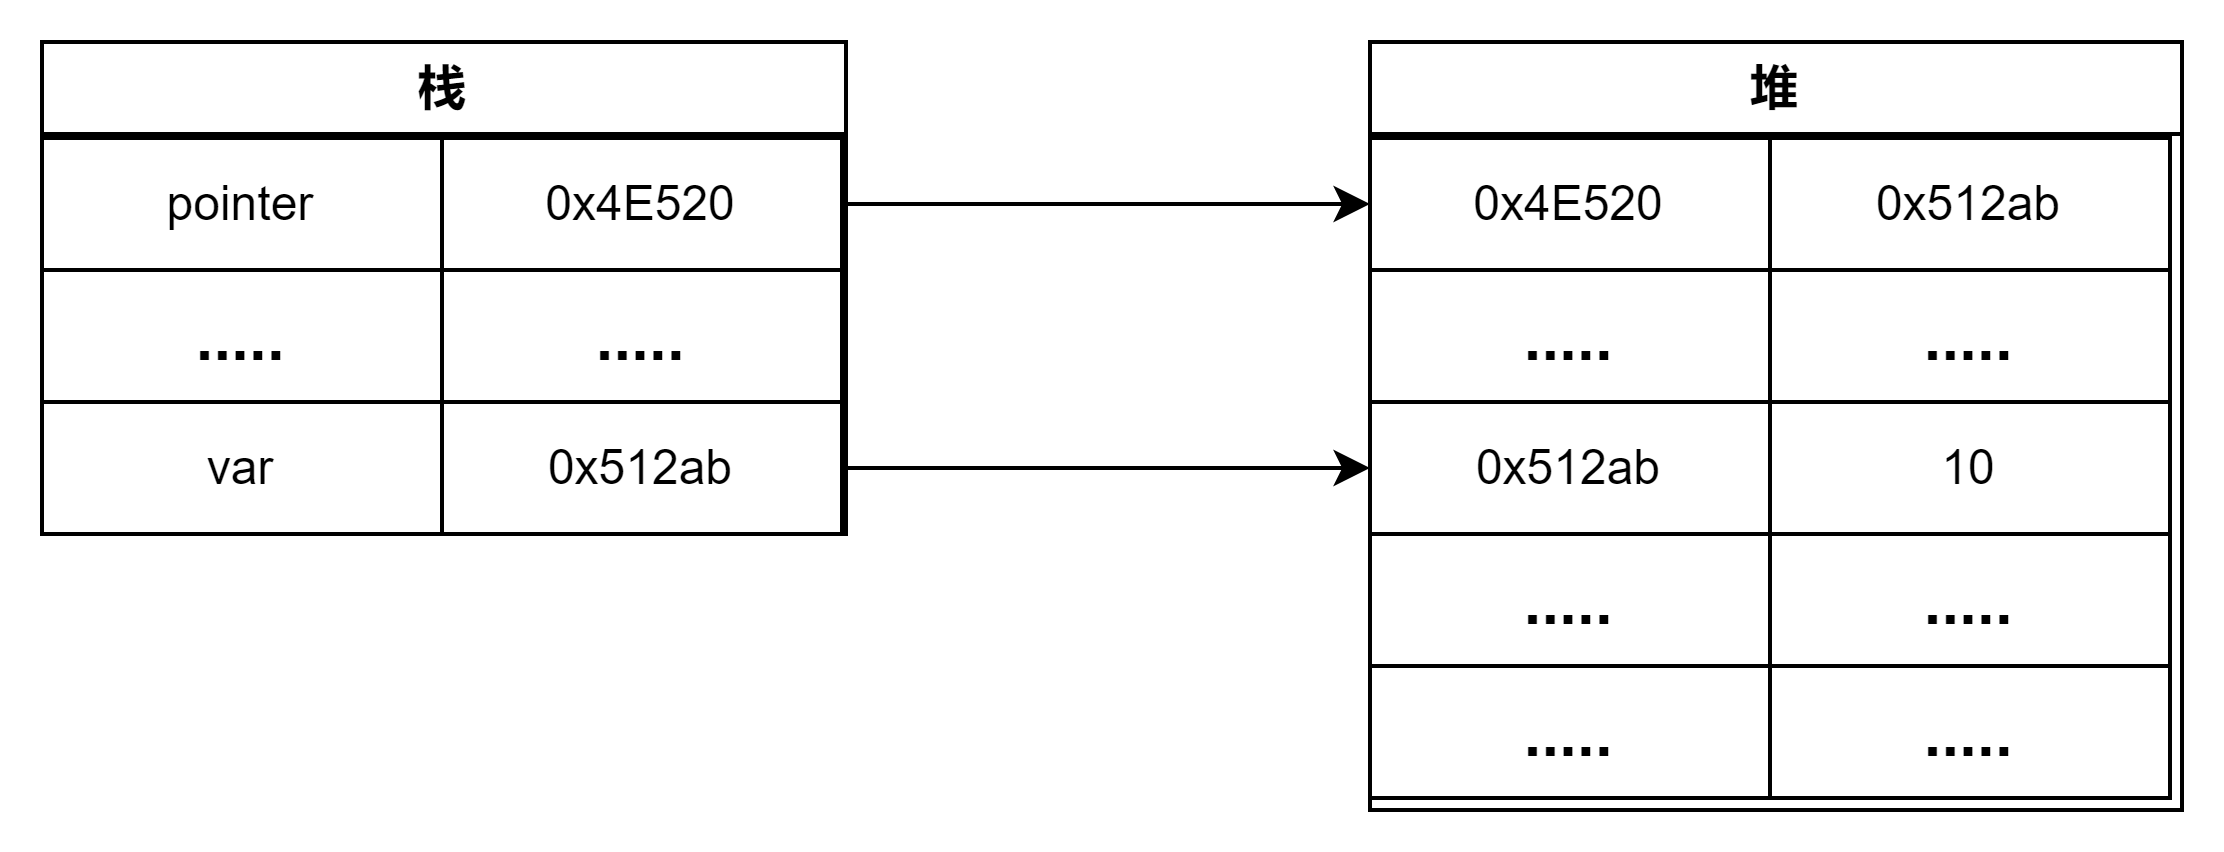 栈
pointer 0x4E520
..... .....
var 0x512ab
堆
0x4E520 0x512ab
..... .....
0x512ab 10
..... .....
..... .....